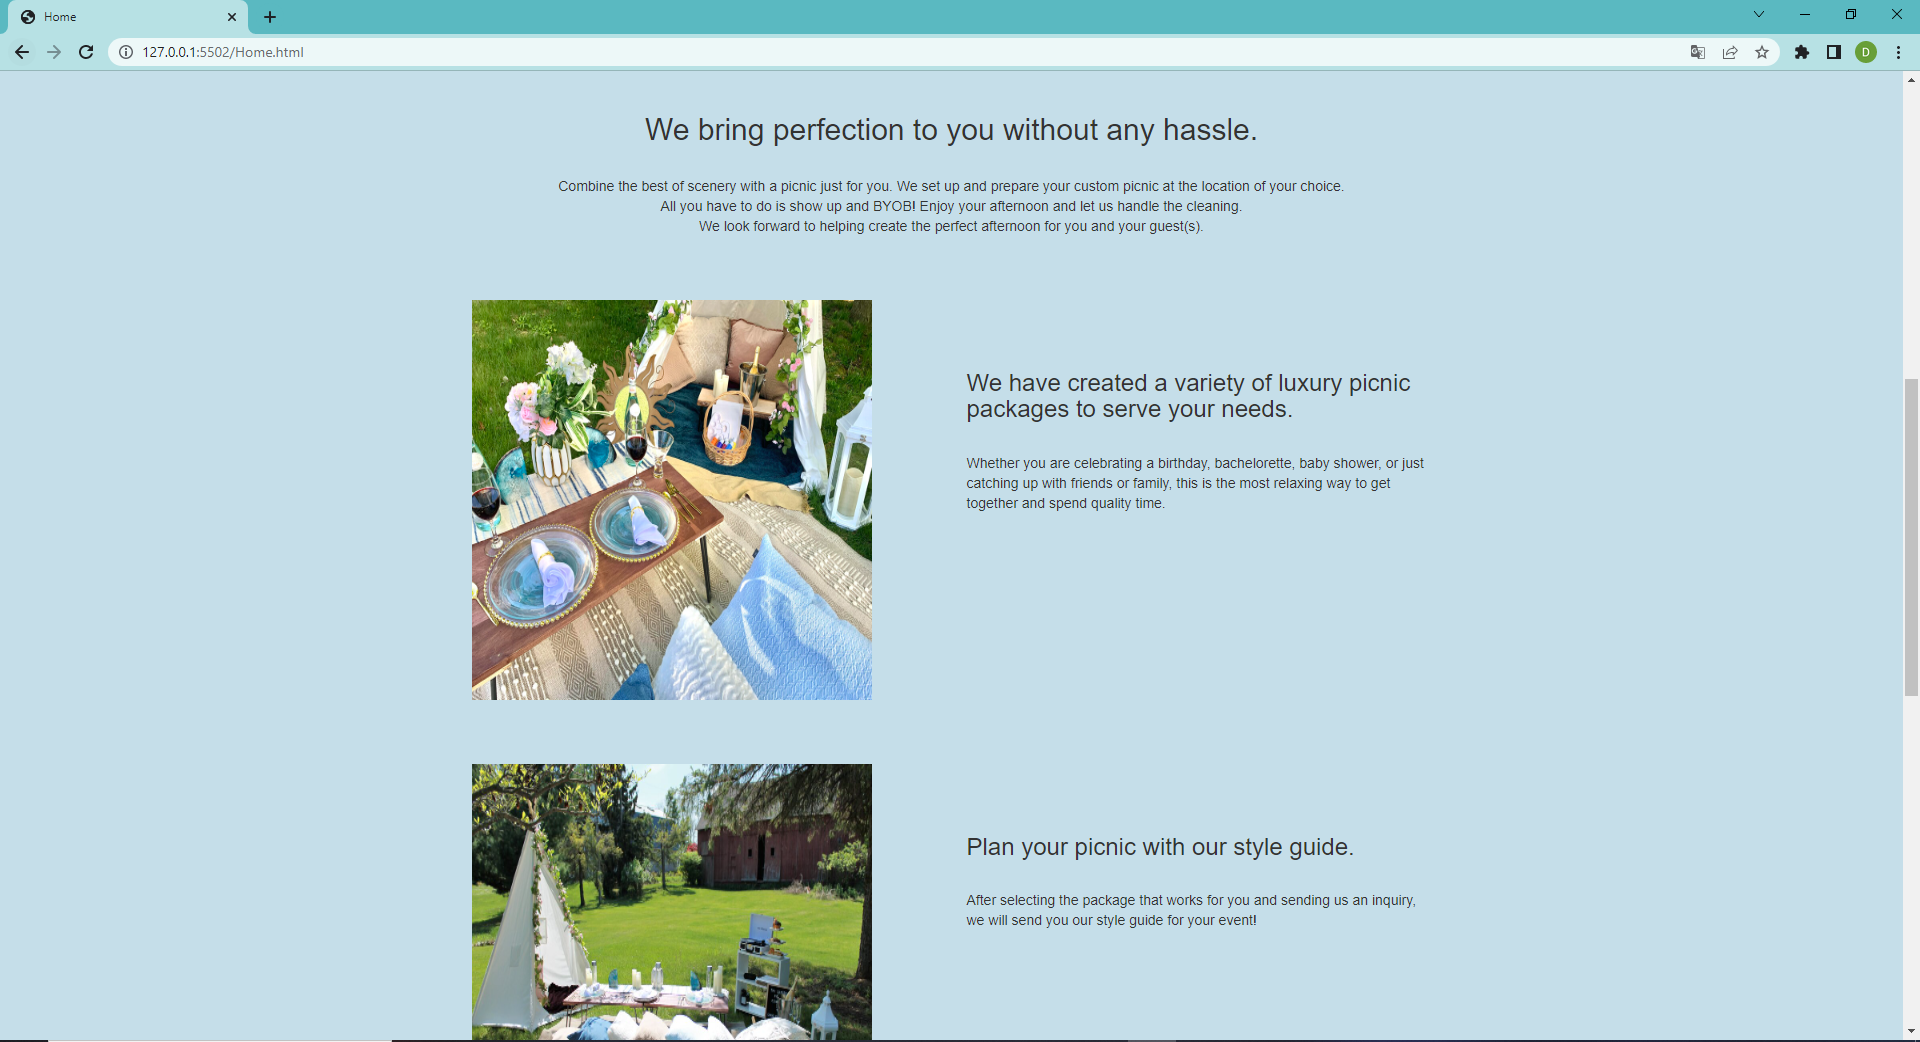 Home
127.0.0.1:5502/Home.html
D
We bring perfection to you without any hassle.
Combine the best of scenery with a picnic just for you. We set up and prepare your custom picnic at the location of your choice.
All you have to do is show up and BYOB! Enjoy your afternoon and let us handle the cleaning.
We look forward to helping create the perfect afternoon for you and your guest(s).
We have created a variety of luxury picnic
packages to serve your needs.
Whether you are celebrating a birthday, bachelorette, baby shower, or just
catching up with friends or family, this is the most relaxing way to get
together and spend quality time.
Plan your picnic with our style guide.
After selecting the package that works for you and sending us an inquiry,
we will send you our style guide for your event!